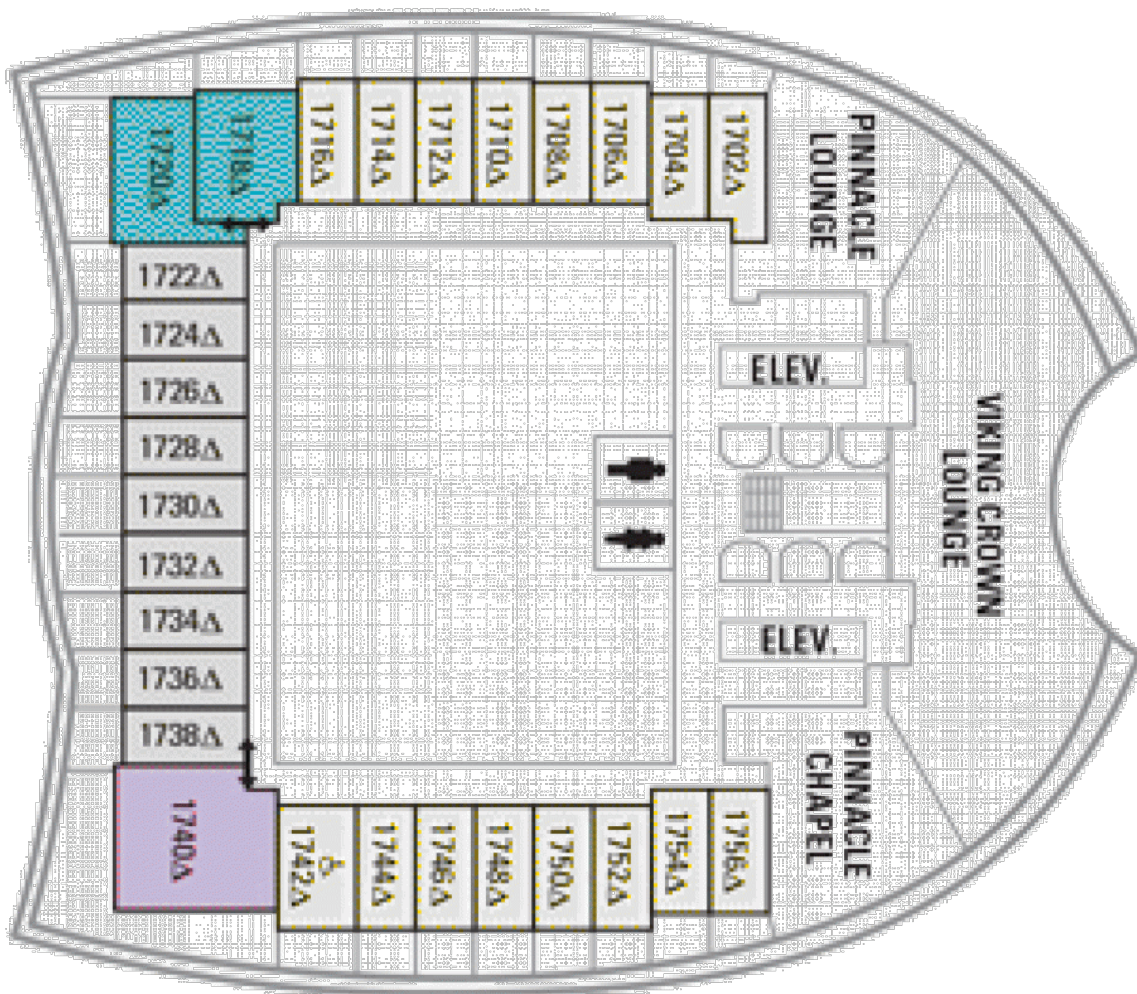 1720Δ
1718Δ
1716Δ
1714Δ
1712Δ
1710Δ
1708Δ
1706Δ
1704Δ
1702Δ
PINNACLE
LOUNGE
1722Δ
1724Δ
1726Δ
1728Δ
1730Δ
1732Δ
1734Δ
1736Δ
1738Δ
ELEV.
VIKING CROWN
LOUNGE
ELEV.
PINNACLE
CHAPEL
1740Δ
1742Δ
1744Δ
1746Δ
1748Δ
1750Δ
1752Δ
1754Δ
1756Δ